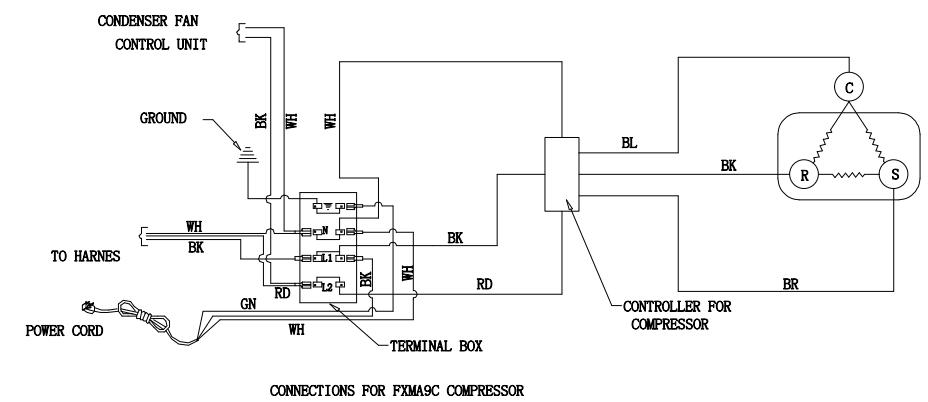 CONDENSER FAN
CONTROL UNIT
GROUND
BK
WH
WH
BL
C
BK
R
S
N
WH
BK
TO HARNES
L1
BK
BK
WH
L2
RD
RD
BR
GN
POWER CORD
WH
CONTROLLER FOR
COMPRESSOR
TERMINAL BOX
CONNECTIONS FOR FXMA9C COMPRESSOR